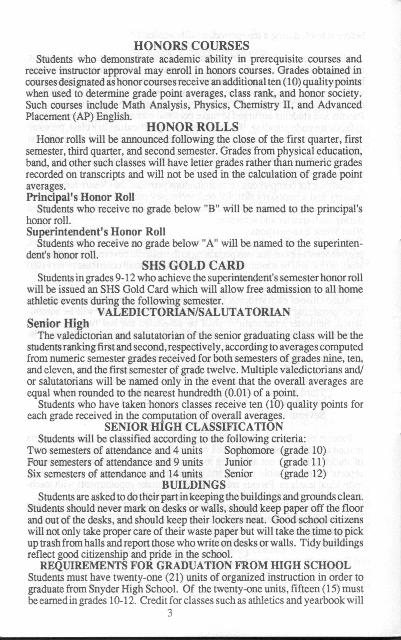 HONORS COURSES
Students who demonstrate academic ability in prerequisite courses and
receive instructor approval may enroll in honors courses. Grades obtained in
courses designated as honor courses receive an additional ten (10) quality points
when used to determine grade point averages, class rank, and honor society.
Such courses include Math Analysis, Physics, Chemistry II, and Advanced
Placement (AP) English.
HONOR ROLLS
Honor rolls will be announced following the close of the first quarter, first
semester, third quarter, and second semester. Grades from physical education,
band, and other such classes will have letter grades rather than numeric grades
recorded on transcripts and will not be used in the calculation of grade point
averages.
Principal's Honor Roll
Students who receive no grade below "B" will be named to the principal's
honor roll.
Superintendent's Honor Roll
Students who receive no grade below "A" will be named to the superinten-
dent's honor roll.
SHS GOLD CARD
Students in grades 9-12 who achieve the superintendent's semester honor roll
will be issued an SHS Gold Card which will allow free admission to all home
athletic events during the following semester.
VALEDICTORIAN/SALUTATORIAN
Senior High
The valedictorian and salutatorian of the senior graduating class will be the
students ranking first and second, respectively, according to averages computed
from numeric semester grades received for both semesters of grades nine, ten,
and eleven, and the first semester of grade twelve. Multiple valedictorians and/
or salutatorians will be named only in the event that the overall averages are
equal when rounded to the nearest hundredth (0.01) of a point.
Students who have taken honors classes receive ten (10) quality points for
each grade received in the computation of overall averages.
SENIOR HIGH CLASSIFICATION
Students will be classified according to the following criteria:
Two semesters of attendance and 4 units Sophomore (grade 10)
Four semesters of attendance and 9 units Junior (grade 11)
Six semesters of attendance and 14 units Senior (grade 12)
BUILDINGS
Students are asked to do their part in keeping the buildings and grounds clean.
Students should never mark on desks or walls, should keep paper off the floor
and out of the desks, and should keep their lockers neat. Good school citizens
will not only take proper care of their waste paper but will take the time to pick
up trash from halls and report those who write on desks or walls. Tidy buildings
reflect good citizenship and pride in the school.
REQUIREMENTS FOR GRADUATION FROM HIGH SCHOOL
Students must have twenty-one (21) units of organized instruction in order to
graduate from Snyder High School. Of the twenty-one units, fifteen (15) must
be earned in grades 10-12. Credit for classes such as athletics and yearbook will
3